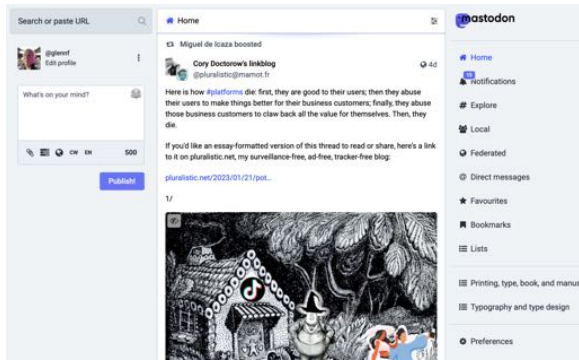 Search or paste URL
@glennf
Edit profile
What's on your mind?
CW EN 500
Publish!
Home
Miguel de Icaza boosted
Cory Doctorow's linkblog 4d
@pluralistic@mamot.fr
Here is how #platforms die: first, they are good to their users; then they abuse
their users to make things better for their business customers; finally, they abuse
those business customers to claw back all the value for themselves. Then, they
die.
If you'd like an essay-formatted version of this thread to read or share, here's a link
to it on pluralistic.net, my surveillance-free, ad-free, tracker-free blog:
pluralistic.net/2023/01/21/pot...
1/
mastodon
Home
Notifications
# Explore
Local
Federated
@ Direct messages
Favourites
Bookmarks
Lists
Printing, type, book, and manus
Typography and type design
Preferences